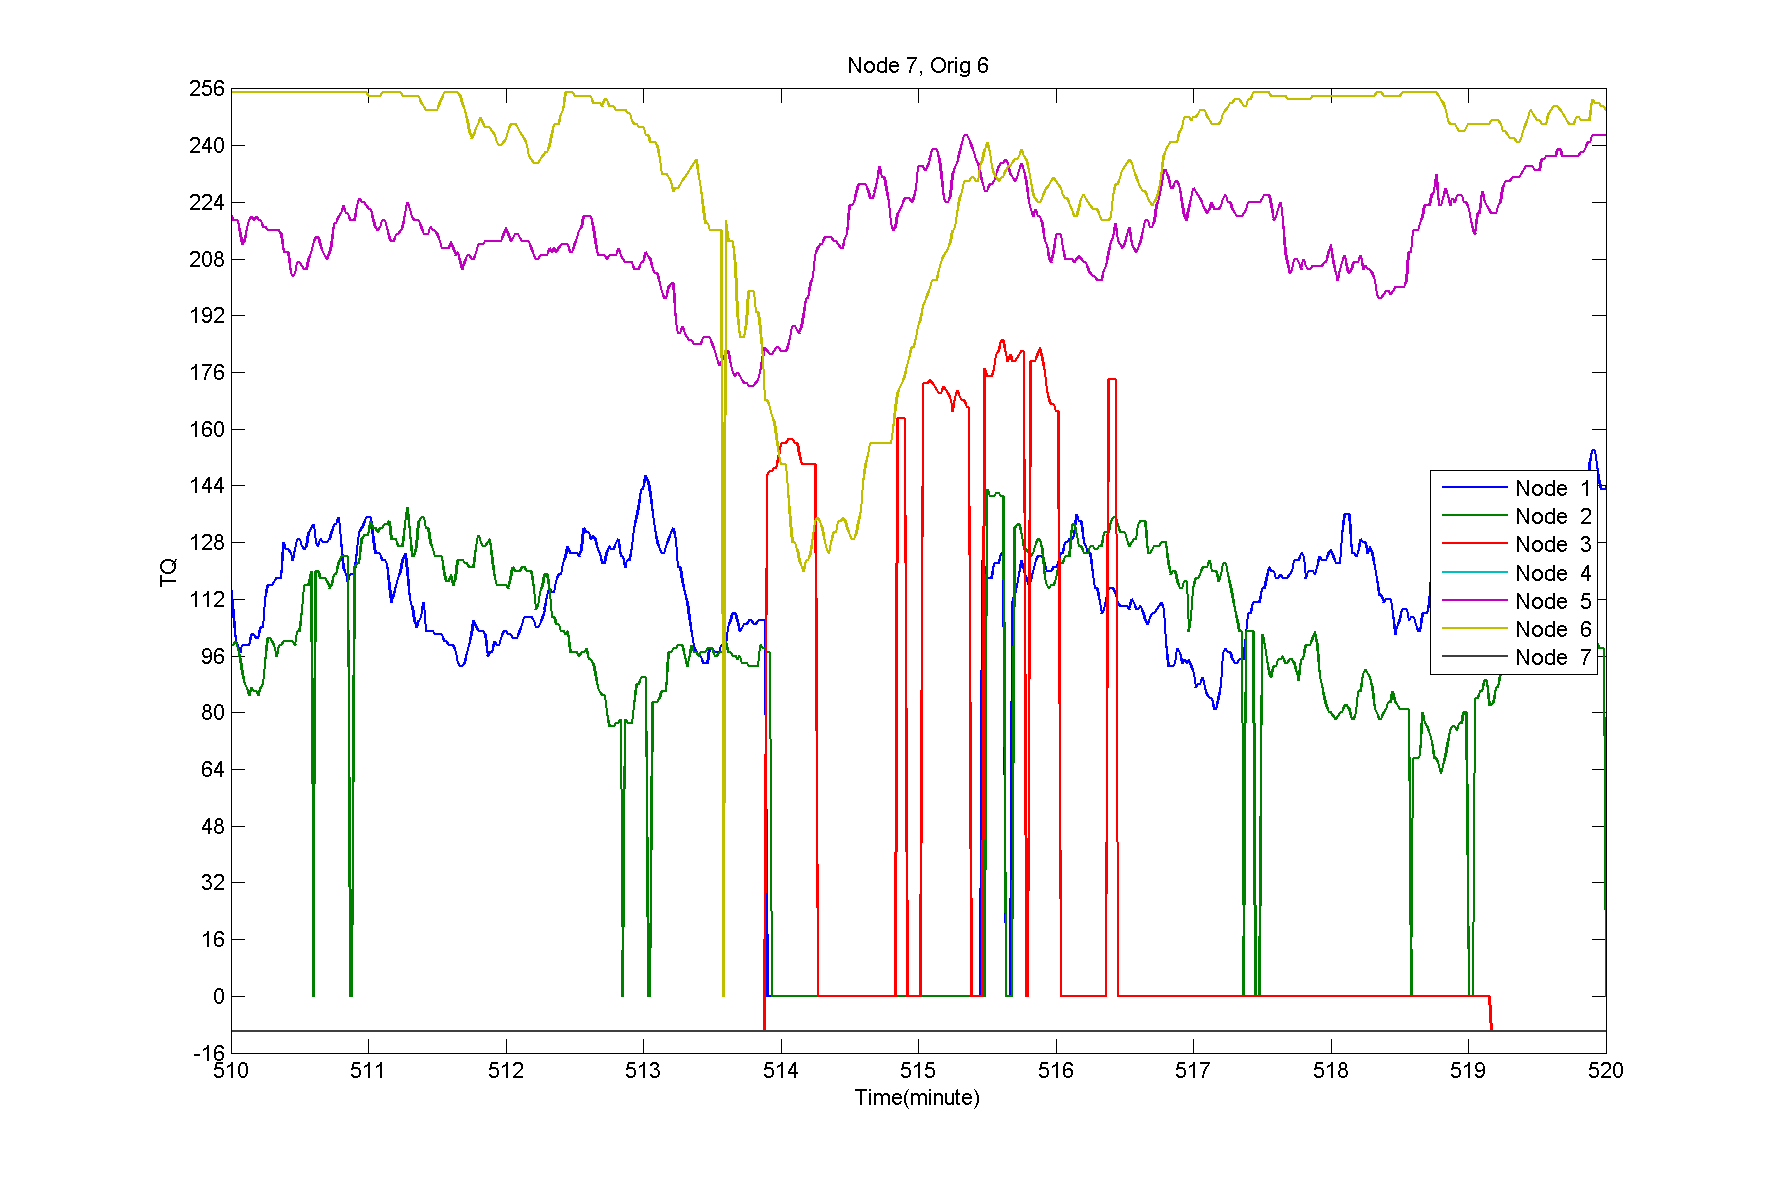 Node 7, Orig 6
256
240
224
208
192
176
160
144
128
112
96
80
64
48
32
16
0
-16
TQ
510 511 512 513 514 515 516 517 518 519 520
Time(minute)
Node 1
Node 2
Node 3
Node 4
Node 5
Node 6
Node 7